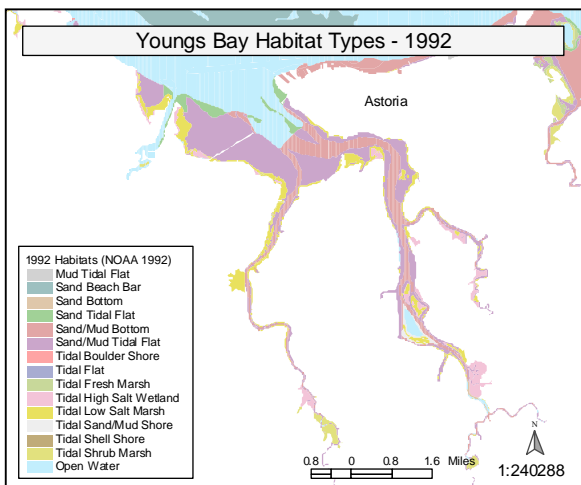 Youngs Bay Habitat Types - 1992
Astoria
1992 Habitats (NOAA 1992)
Mud Tidal Flat
Sand Beach Bar
Sand Bottom
Sand Tidal Flat
Sand/Mud Bottom
Sand/Mud Tidal Flat
Tidal Boulder Shore
Tidal Flat
Tidal Fresh Marsh
Tidal High Salt Wetland
Tidal Low Salt Marsh
Tidal Sand/Mud Shore
Tidal Shell Shore
Tidal Shrub Marsh
Open Water
N
0.8 0 0.8 1.6 Miles
1:240288